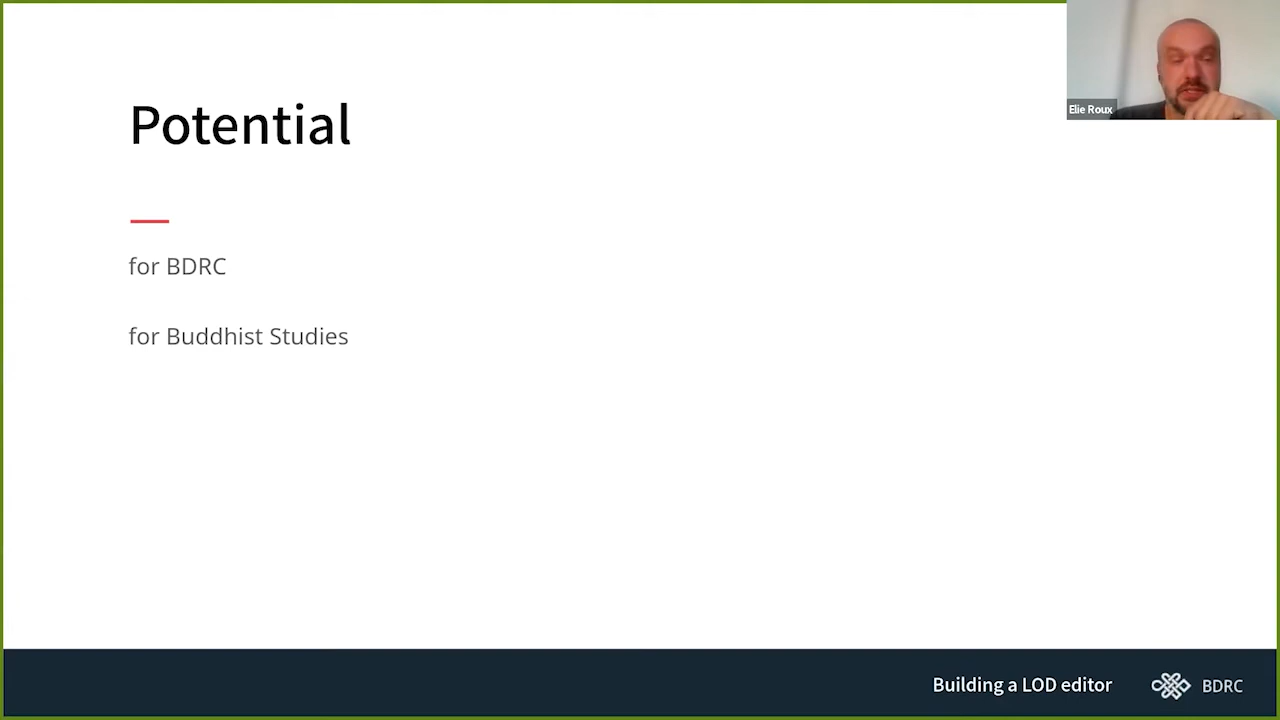 Potential
for BDRC
for Buddhist Studies
Elie Roux
Building a LOD editor
BDRC